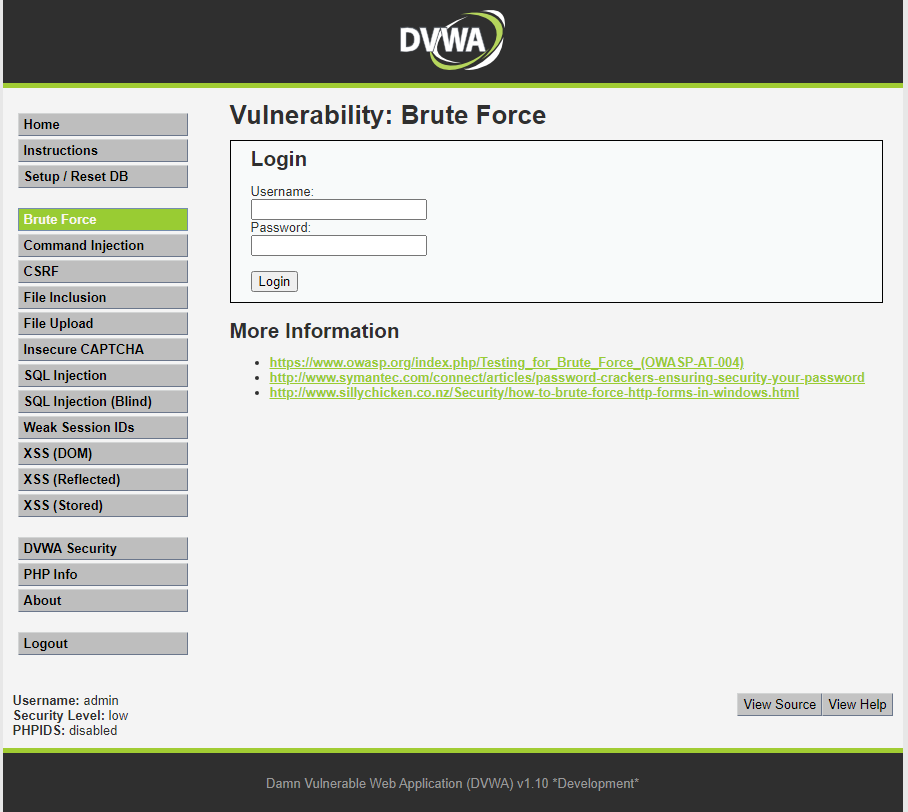 DVWA
Home
Instructions
Setup / Reset DB
Brute Force
Command Injection
CSRF
File Inclusion
File Upload
Insecure CAPTCHA
SQL Injection
SQL Injection (Blind)
Weak Session IDs
XSS (DOM)
XSS (Reflected)
XSS (Stored)
DVWA Security
PHP Info
About
Logout
Vulnerability: Brute Force
Login
Username:
Password:
Login
More Information
https://www.owasp.org/index.php/Testing_for_Brute_Force_(OWASP-AT-004)
http://www.symantec.com/connect/articles/password-crackers-ensuring-security-your-password
http://www.sillychicken.co.nz/Security/how-to-brute-force-http-forms-in-windows.html
Username: admin
Security Level: low
PHPIDS: disabled
View Source View Help
Damn Vulnerable Web Application (DVWA) v1.10 *Development*